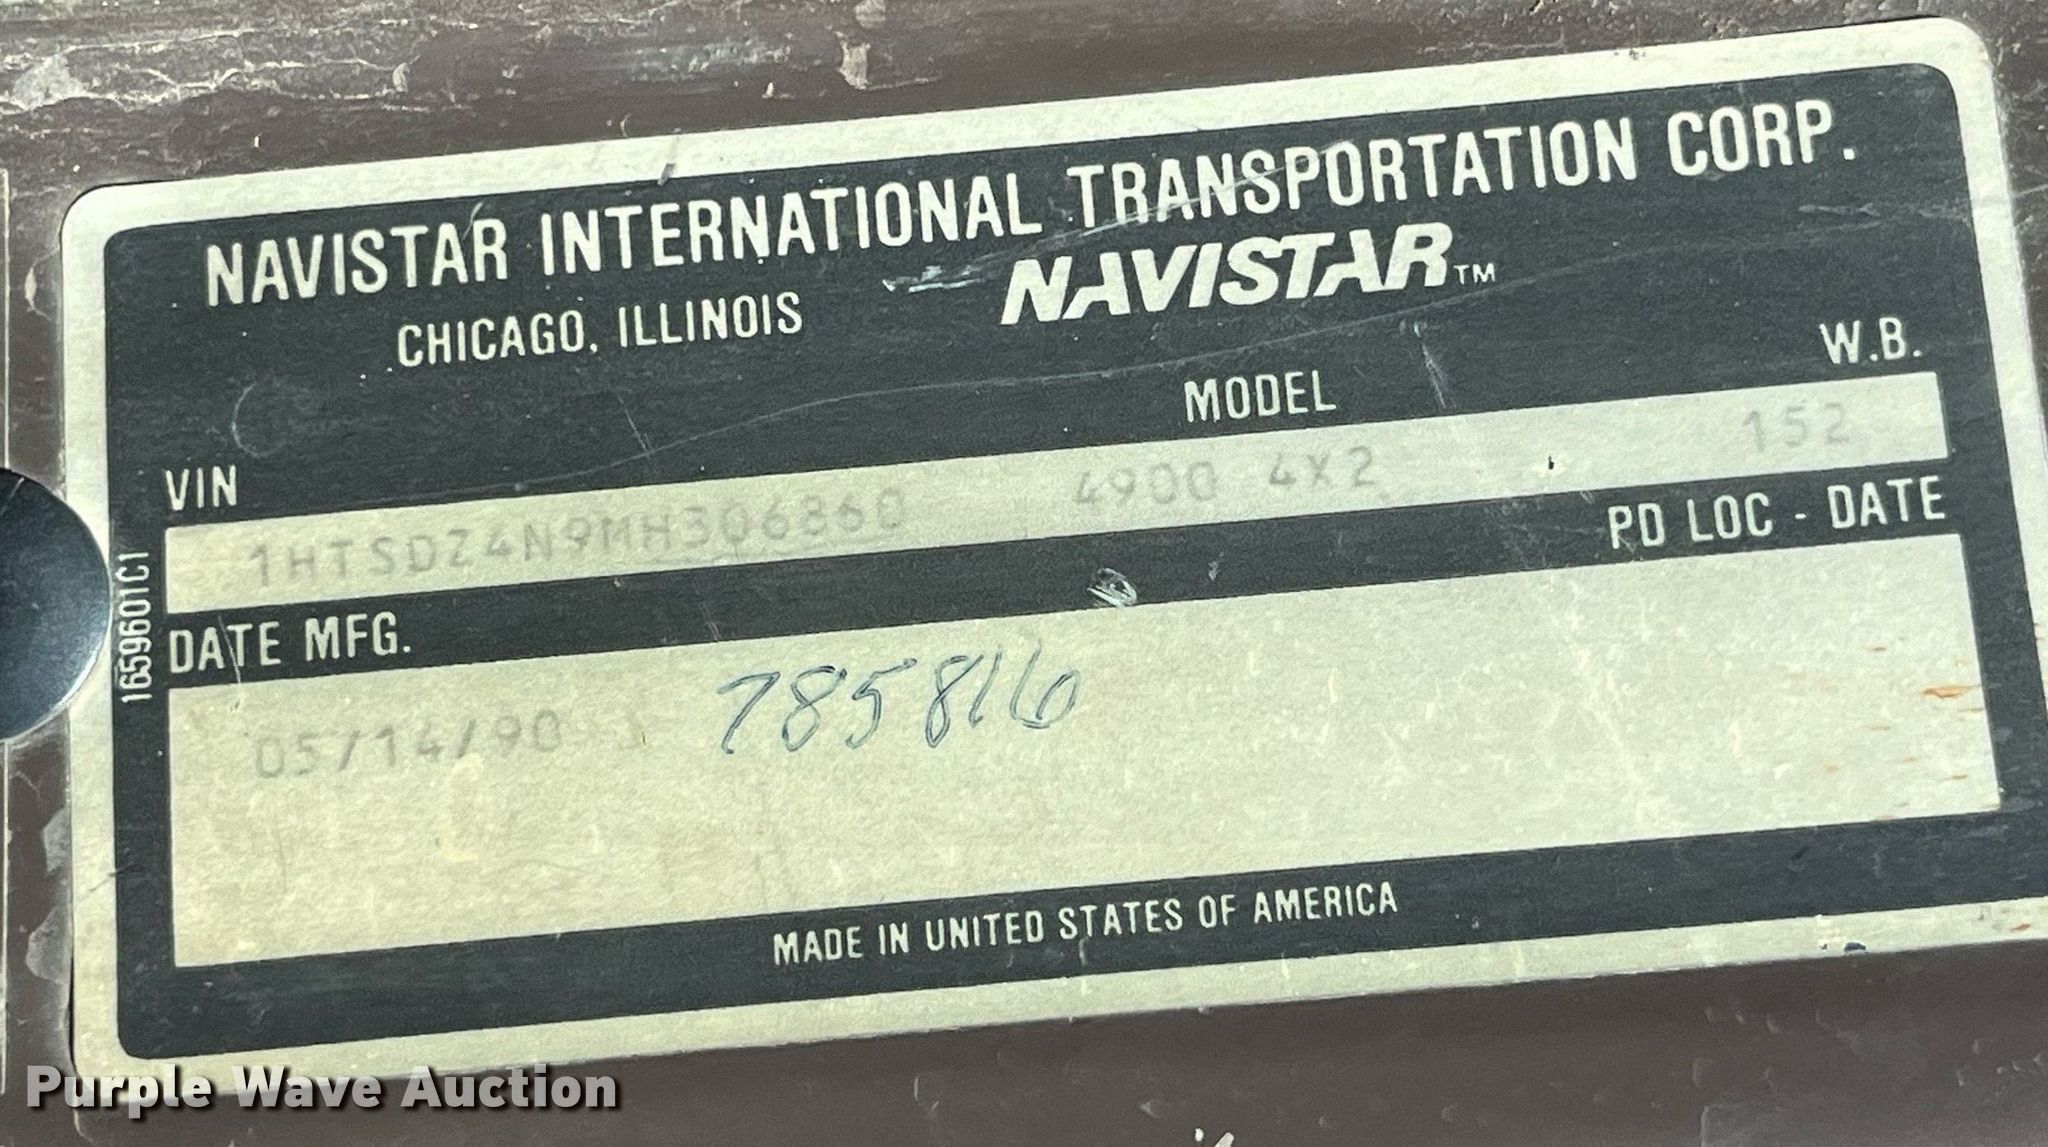 NAVISTAR INTERNATIONAL TRANSPORTATION CORP.
CHICAGO, ILLINOIS NAVISTAR™
VIN MODEL W.B.
1HTSDZ4N9MH306860 4900 4X2 152
DATE MFG. PD LOC - DATE
05/14/90 785816
1659601C1
MADE IN UNITED STATES OF AMERICA
Purple Wave Auction